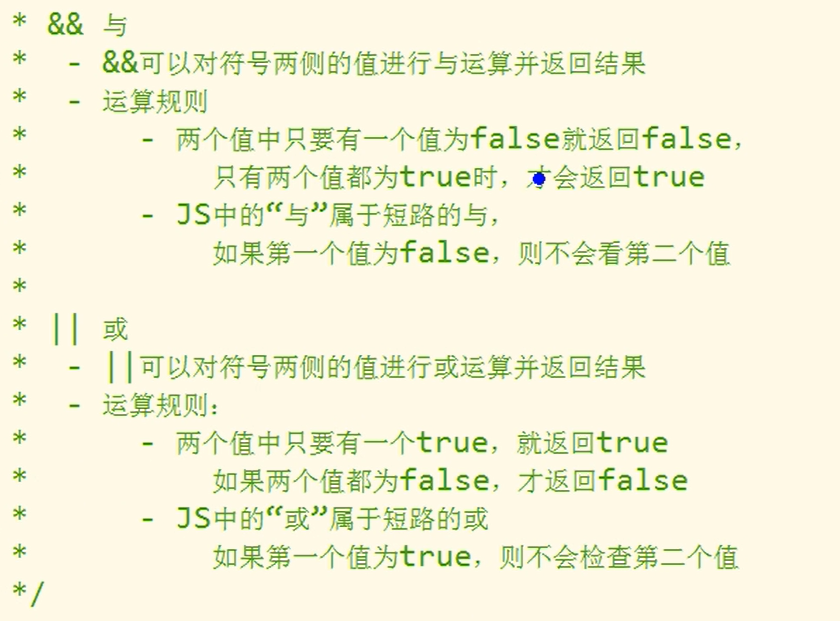 * && 与
*   - &&可以对符号两侧的值进行与运算并返回结果
*   - 运算规则
*       - 两个值中只要有一个值为false就返回false，
*           只有两个值都为true时，才会返回true
*       - JS中的“与”属于短路的与，
*           如果第一个值为false，则不会看第二个值
*
* || 或
*   - ||可以对符号两侧的值进行或运算并返回结果
*   - 运算规则：
*       - 两个值中只要有一个true，就返回true
*           如果两个值都为false，才返回false
*       - JS中的“或”属于短路的或
*           如果第一个值为true，则不会检查第二个值
*/